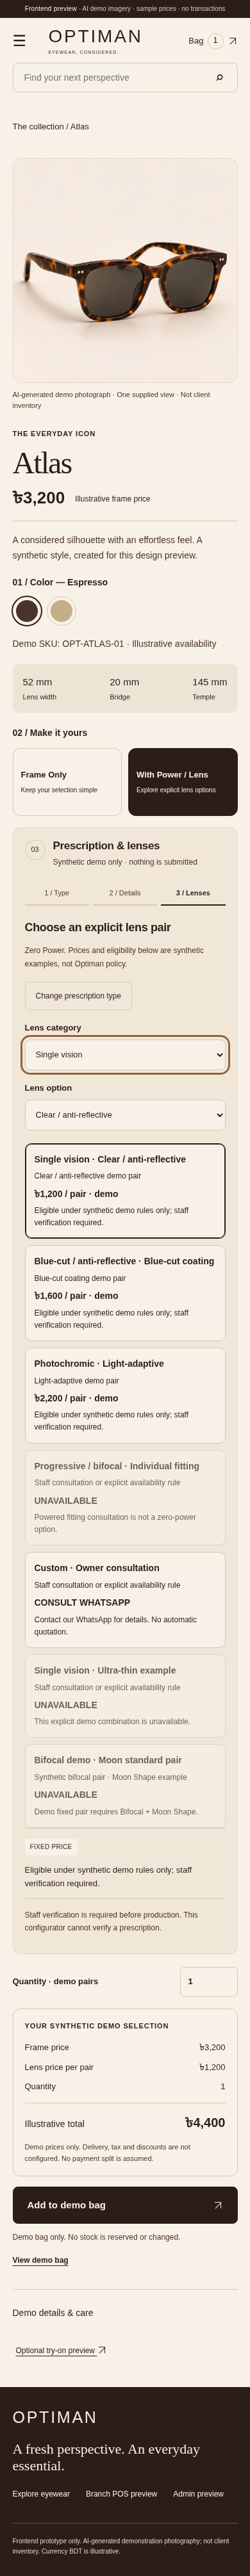 Frontend preview · AI demo imagery · sample prices · no transactions
OPTIMAN
EYEWEAR, CONSIDERED.
Bag 1
Find your next perspective
The collection / Atlas
AI-generated demo photograph · One supplied view · Not client
inventory
THE EVERYDAY ICON
Atlas
৳3,200 Illustrative frame price
A considered silhouette with an effortless feel. A
synthetic style, created for this design preview.
01 / Color — Espresso
Demo SKU: OPT-ATLAS-01 · Illustrative availability
52 mm 20 mm 145 mm
Lens width Bridge Temple
02 / Make it yours
Frame Only
Keep your selection simple
With Power / Lens
Explore explicit lens options
03
Prescription & lenses
Synthetic demo only · nothing is submitted
1 / Type 2 / Details 3 / Lenses
Choose an explicit lens pair
Zero Power. Prices and eligibility below are synthetic
examples, not Optiman policy.
Change prescription type
Lens category
Single vision
Lens option
Clear / anti-reflective
Single vision · Clear / anti-reflective
Clear / anti-reflective demo pair
৳1,200 / pair · demo
Eligible under synthetic demo rules only; staff
verification required.
Blue-cut / anti-reflective · Blue-cut coating
Blue-cut coating demo pair
৳1,600 / pair · demo
Eligible under synthetic demo rules only; staff
verification required.
Photochromic · Light-adaptive
Light-adaptive demo pair
৳2,200 / pair · demo
Eligible under synthetic demo rules only; staff
verification required.
Progressive / bifocal · Individual fitting
Staff consultation or explicit availability rule
UNAVAILABLE
Powered fitting consultation is not a zero-power
option.
Custom · Owner consultation
Staff consultation or explicit availability rule
CONSULT WHATSAPP
Contact our WhatsApp for details. No automatic
quotation.
Single vision · Ultra-thin example
Staff consultation or explicit availability rule
UNAVAILABLE
This explicit demo combination is unavailable.
Bifocal demo · Moon standard pair
Synthetic bifocal pair · Moon Shape example
UNAVAILABLE
Demo fixed pair requires Bifocal + Moon Shape.
FIXED PRICE
Eligible under synthetic demo rules only; staff
verification required.
Staff verification is required before production. This
configurator cannot verify a prescription.
Quantity · demo pairs 1
YOUR SYNTHETIC DEMO SELECTION
Frame price ৳3,200
Lens price per pair ৳1,200
Quantity 1
Illustrative total ৳4,400
Demo prices only. Delivery, tax and discounts are not
configured. No payment split is assumed.
Add to demo bag
Demo bag only. No stock is reserved or changed.
View demo bag
Demo details & care
Optional try-on preview
OPTIMAN
A fresh perspective. An everyday
essential.
Explore eyewear Branch POS preview Admin preview
Frontend prototype only. AI-generated demonstration photography; not client
inventory. Currency BDT is illustrative.